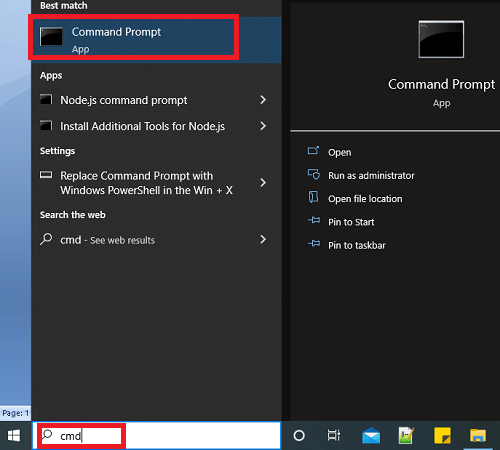 Best match
Command Prompt
App
Apps
Node.js command prompt
Install Additional Tools for Node.js
Settings
Replace Command Prompt with
Windows PowerShell in the Win + X
Search the web
cmd - See web results
Command Prompt
App
Open
Run as administrator
Open file location
Pin to Start
Pin to taskbar
Page: 1
cmd